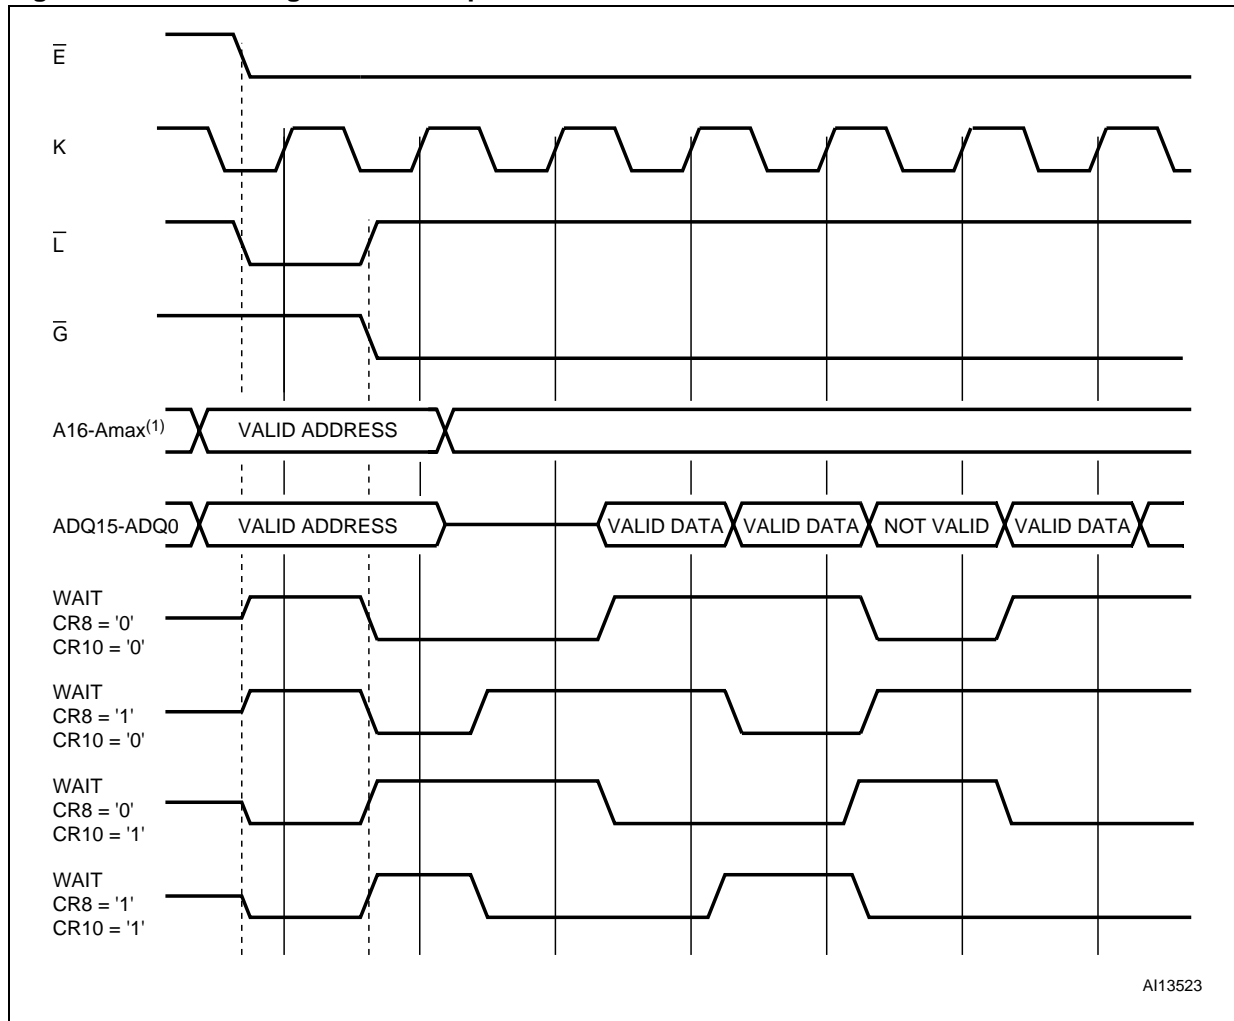 E
K
L
G
A16-Amax(1)
VALID ADDRESS
ADQ15-ADQ0
VALID ADDRESS
VALID DATA
VALID DATA
NOT VALID
VALID DATA
WAIT
CR8 = '0'
CR10 = '0'
WAIT
CR8 = '1'
CR10 = '0'
WAIT
CR8 = '0'
CR10 = '1'
WAIT
CR8 = '1'
CR10 = '1'
AI13523